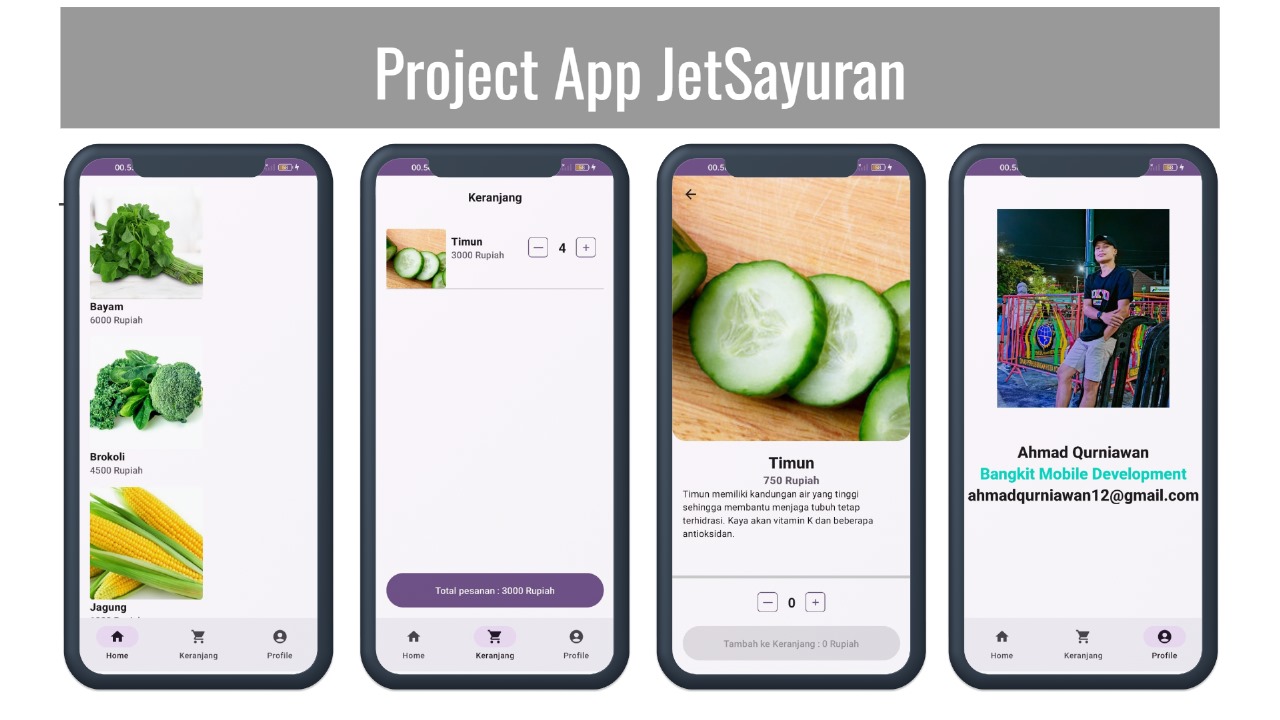 Project App JetSayuran
00.5
Bayam
6000 Rupiah
Brokoli
4500 Rupiah
Jagung
Home
Keranjang
Profile
00.5
Keranjang
Timun
3000 Rupiah
4
Total pesanan : 3000 Rupiah
Home
Keranjang
Profile
00.5
Timun
750 Rupiah
Timun memiliki kandungan air yang tinggi
sehingga membantu menjaga tubuh tetap
terhidrasi. Kaya akan vitamin K dan beberapa
antioksidan.
0
Tambah ke Keranjang : 0 Rupiah
00.5
Ahmad Qurniawan
Bangkit Mobile Development
ahmadqurniawan12@gmail.com
Home
Keranjang
Profile